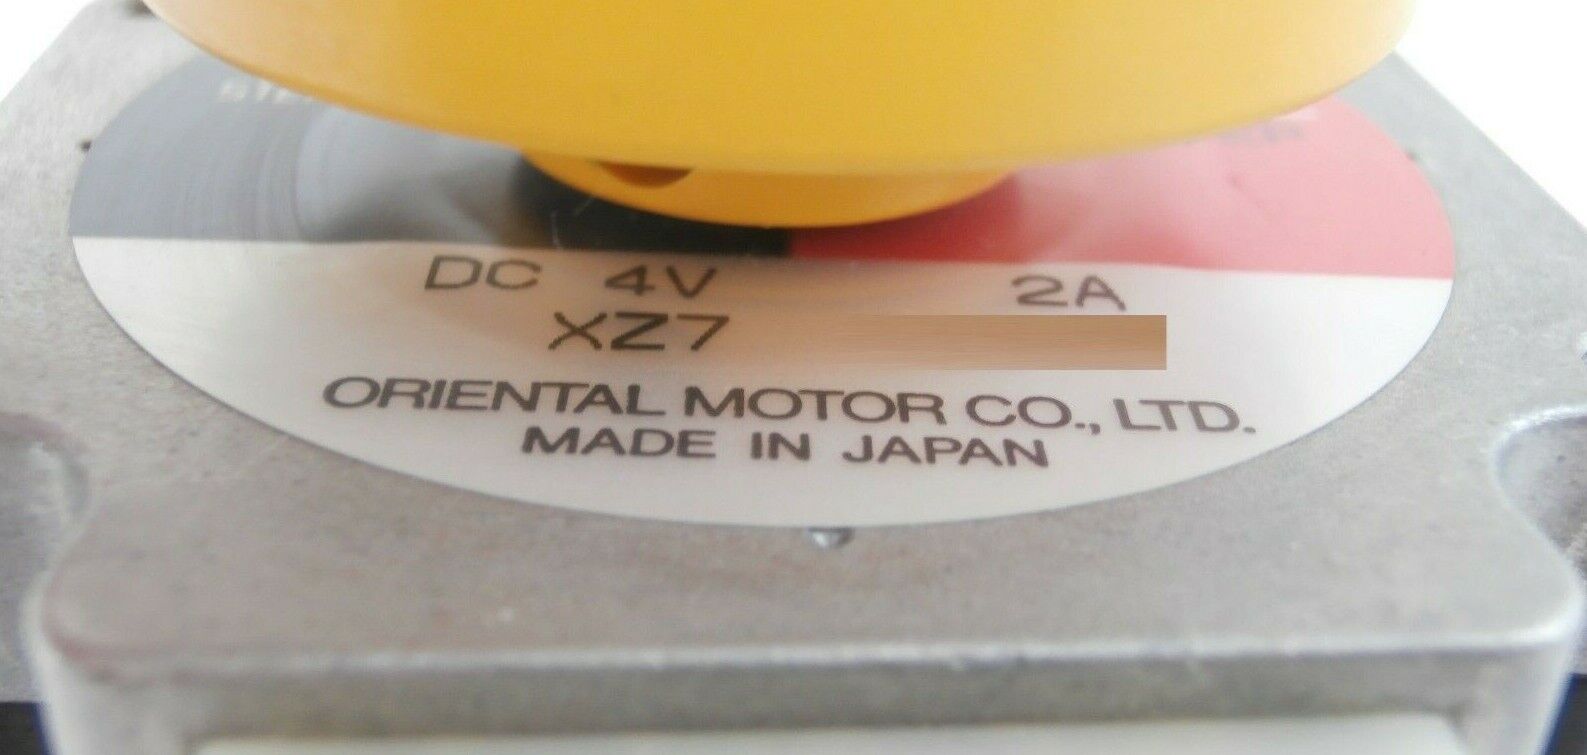 DC 4V 2A
XZ7
ORIENTAL MOTOR CO., LTD.
MADE IN JAPAN